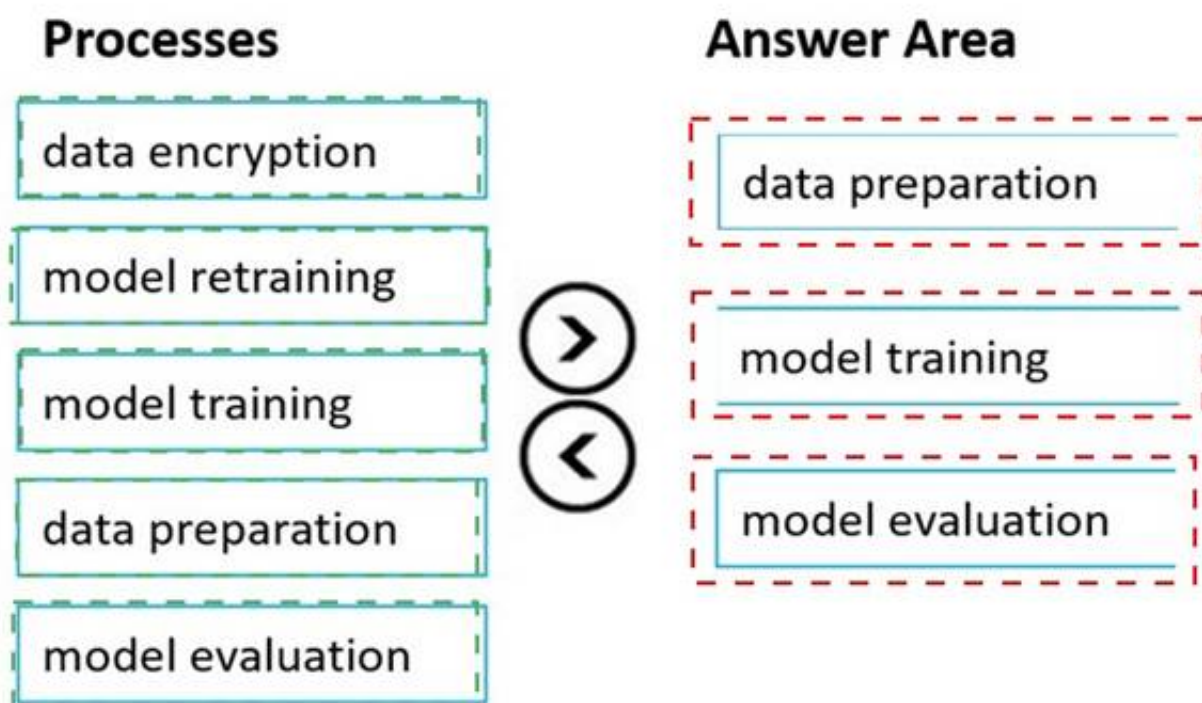 Processes
data encryption
model retraining
model training
data preparation
model evaluation
Answer Area
data preparation
model training
model evaluation